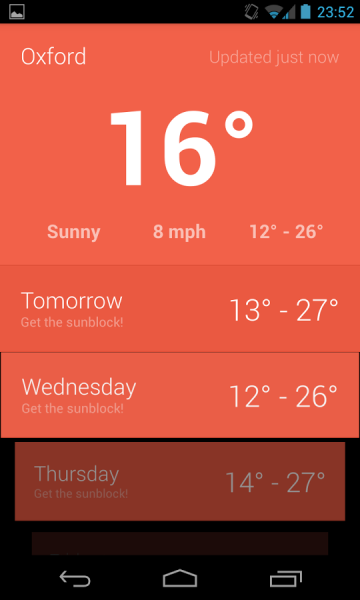 23:52
Oxford
Updated just now
16°
Sunny
8 mph
12° - 26°
Tomorrow
Get the sunblock!
13° - 27°
Wednesday
Get the sunblock!
12° - 26°
Thursday
Get the sunblock!
14° - 27°